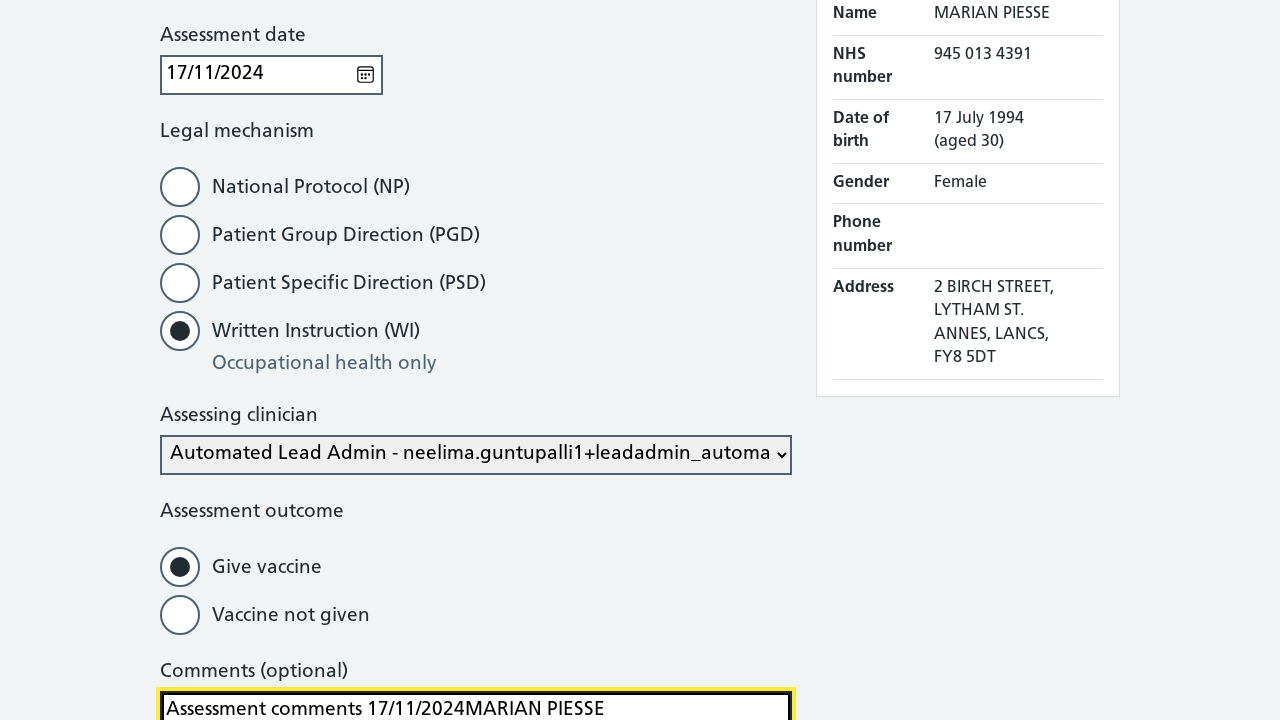 Assessment date
17/11/2024
Legal mechanism
National Protocol (NP)
Patient Group Direction (PGD)
Patient Specific Direction (PSD)
Written Instruction (WI)
Occupational health only
Assessing clinician
Automated Lead Admin - neelima.guntupalli1+leadadmin_automa
Assessment outcome
Give vaccine
Vaccine not given
Comments (optional)
Assessment comments 17/11/2024MARIAN PIESSE
Name MARIAN PIESSE
NHS number 945 013 4391
Date of birth 17 July 1994
(aged 30)
Gender Female
Phone number
Address 2 BIRCH STREET,
LYTHAM ST.
ANNES, LANCS,
FY8 5DT